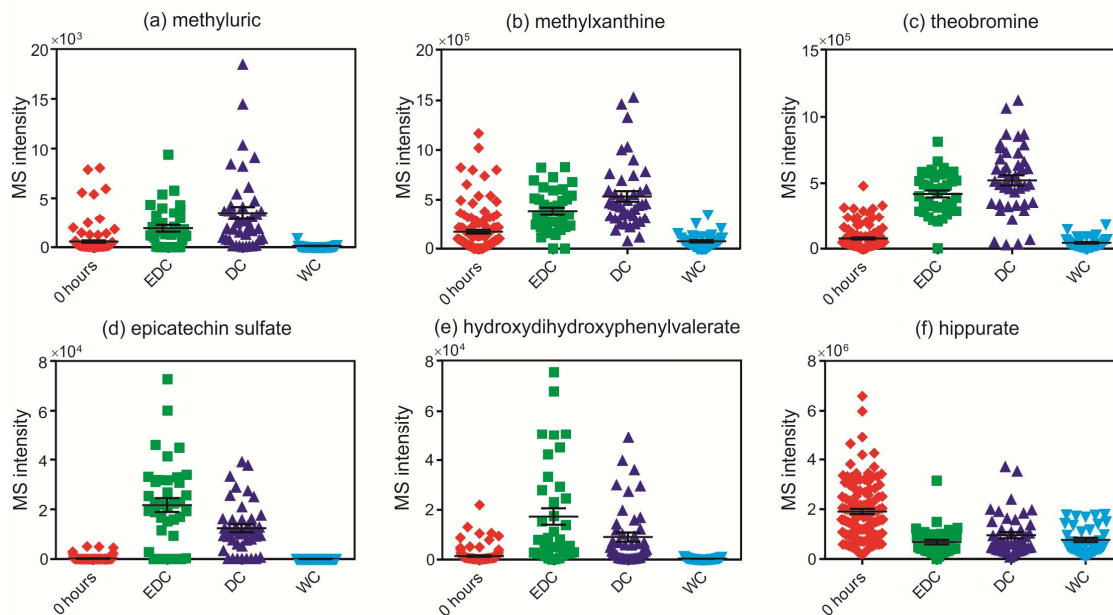 (a) methyluric
×10³
20
15
10
5
0
MS intensity
0 hours
EDC
DC
WC
(b) methylxanthine
×10⁵
20
15
10
5
0
MS intensity
0 hours
EDC
DC
WC
(c) theobromine
×10⁵
15
10
5
0
MS intensity
0 hours
EDC
DC
WC
(d) epicatechin sulfate
×10⁴
8
6
4
2
0
MS intensity
0 hours
EDC
DC
WC
(e) hydroxydihydroxyphenylvalerate
×10⁴
8
6
4
2
0
MS intensity
0 hours
EDC
DC
WC
(f) hippurate
×10⁶
8
6
4
2
0
MS intensity
0 hours
EDC
DC
WC